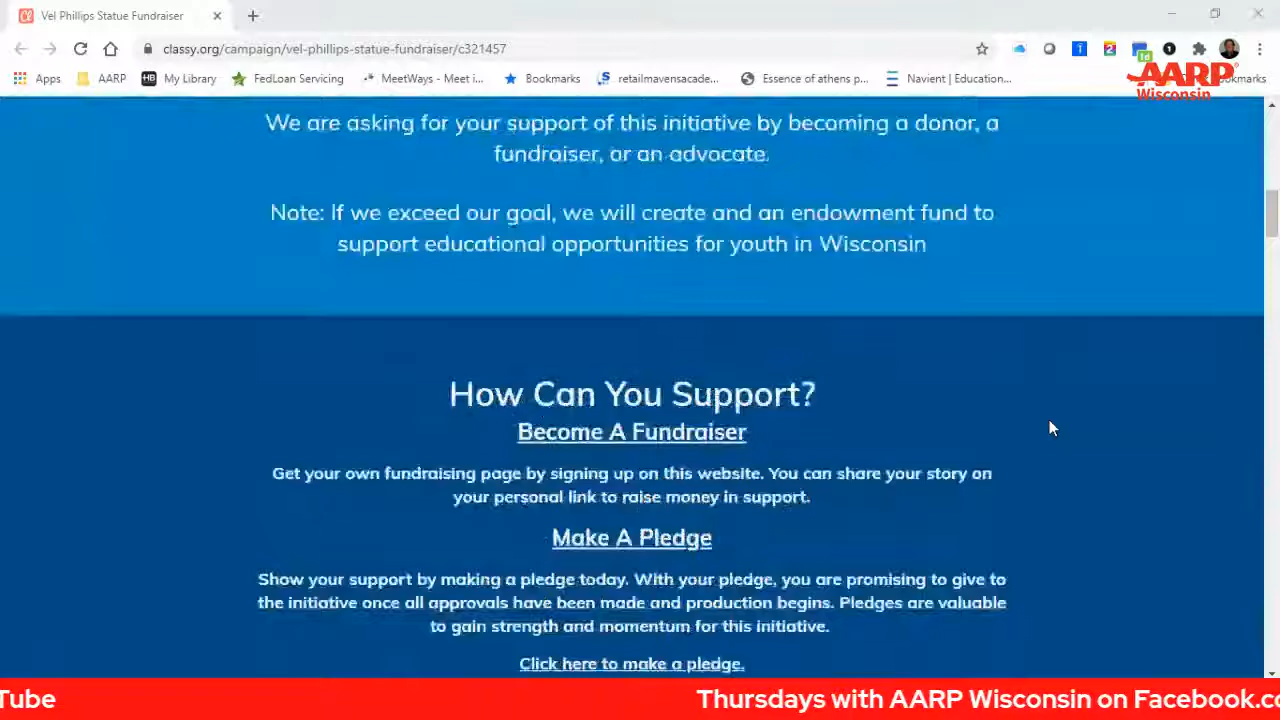 Vel Phillips Statue Fundraiser
classy.org/campaign/vel-phillips-statue-fundraiser/c321457
Apps AARP My Library FedLoan Servicing MeetWays - Meet i... Bookmarks retailmavensacade... Essence of athens p... Navient | Education...
AARP
Wisconsin
We are asking for your support of this initiative by becoming a donor, a
fundraiser, or an advocate.
Note: If we exceed our goal, we will create and an endowment fund to
support educational opportunities for youth in Wisconsin
How Can You Support?
Become A Fundraiser
Get your own fundraising page by signing up on this website. You can share your story on
your personal link to raise money in support.
Make A Pledge
Show your support by making a pledge today. With your pledge, you are promising to give to
the initiative once all approvals have been made and production begins. Pledges are valuable
to gain strength and momentum for this initiative.
Click here to make a pledge.
Tube Thursdays with AARP Wisconsin on Facebook.c